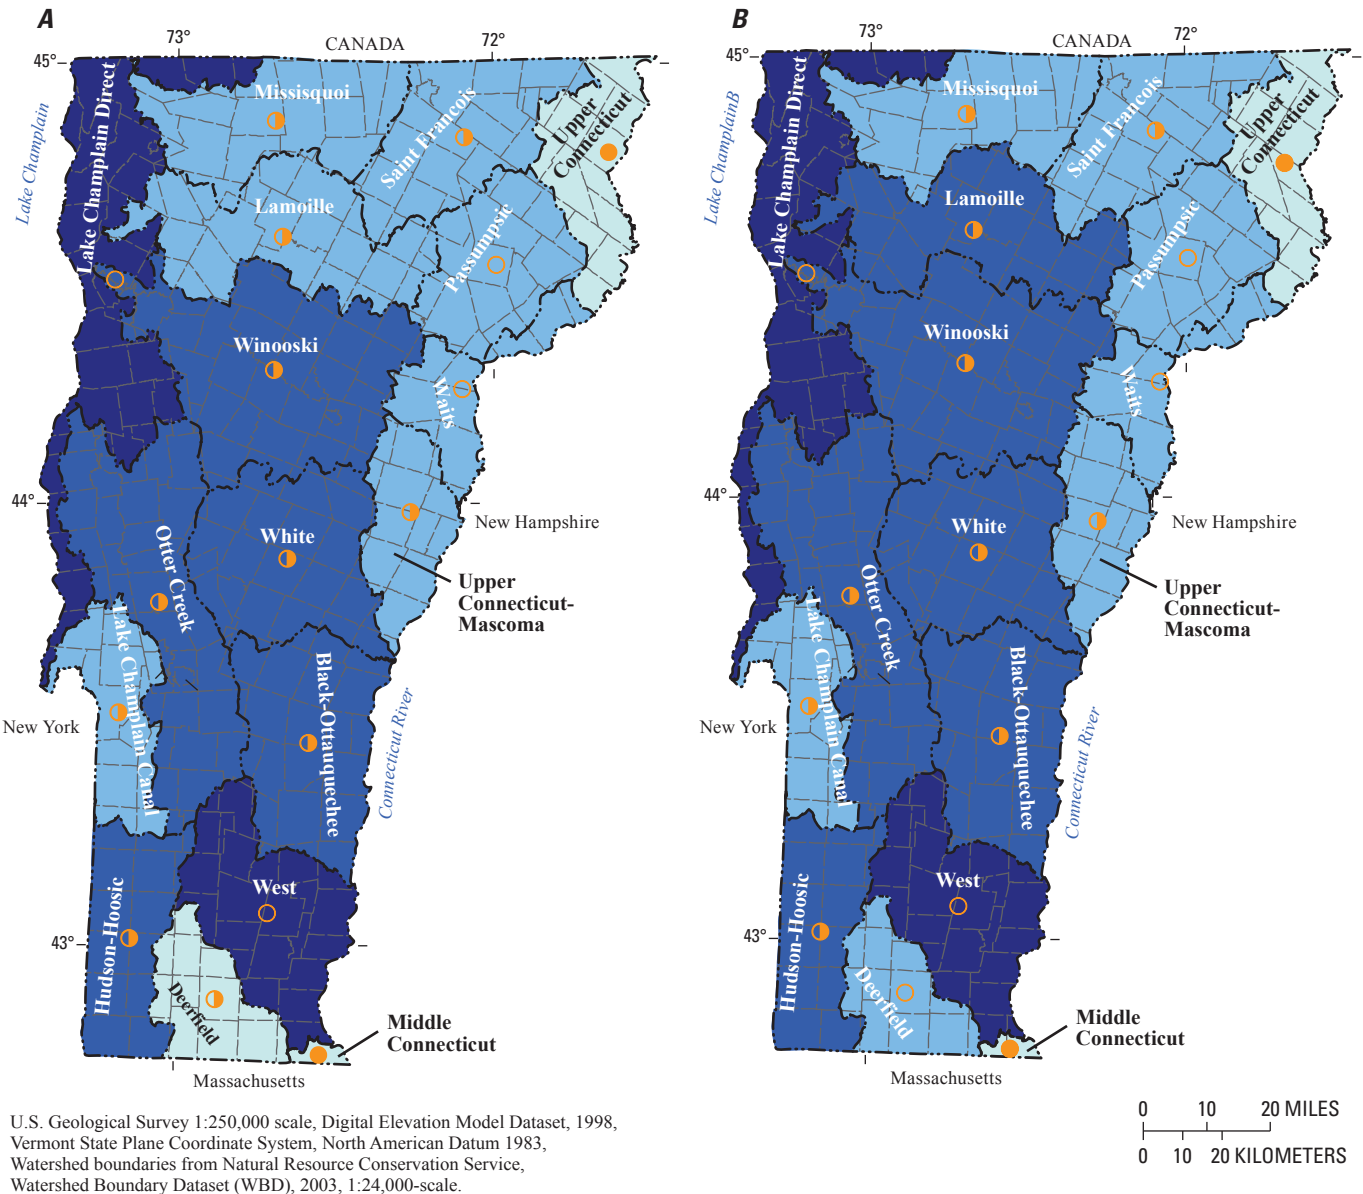 A
73°
72°
CANADA
45°
Lake Champlain
Lake Champlain Direct
Missisquoi
Saint Francois
Upper
Connecticut
Lamoille
Passumpsic
Winooski
Waits
44°
New Hampshire
White
Otter Creek
Upper
Connecticut-
Mascoma
Lake Champlain Canal
Black-Ottauquechee
New York
Connecticut River
West
Hudson-Hoosic
43°
Deerfield
Middle
Connecticut
Massachusetts
B
73°
72°
CANADA
45°
Lake ChamplainB
Lake Champlain Direct
Missisquoi
Saint Francois
Upper
Connecticut
Lamoille
Passumpsic
Winooski
Waits
44°
New Hampshire
White
Otter Creek
Upper
Connecticut-
Mascoma
Lake Champlain Canal
Black-Ottauquechee
New York
Connecticut River
West
Hudson-Hoosic
43°
Deerfield
Middle
Connecticut
Massachusetts
U.S. Geological Survey 1:250,000 scale, Digital Elevation Model Dataset, 1998,
Vermont State Plane Coordinate System, North American Datum 1983,
Watershed boundaries from Natural Resource Conservation Service,
Watershed Boundary Dataset (WBD), 2003, 1:24,000-scale.
0 10 20 MILES
0 10 20 KILOMETERS